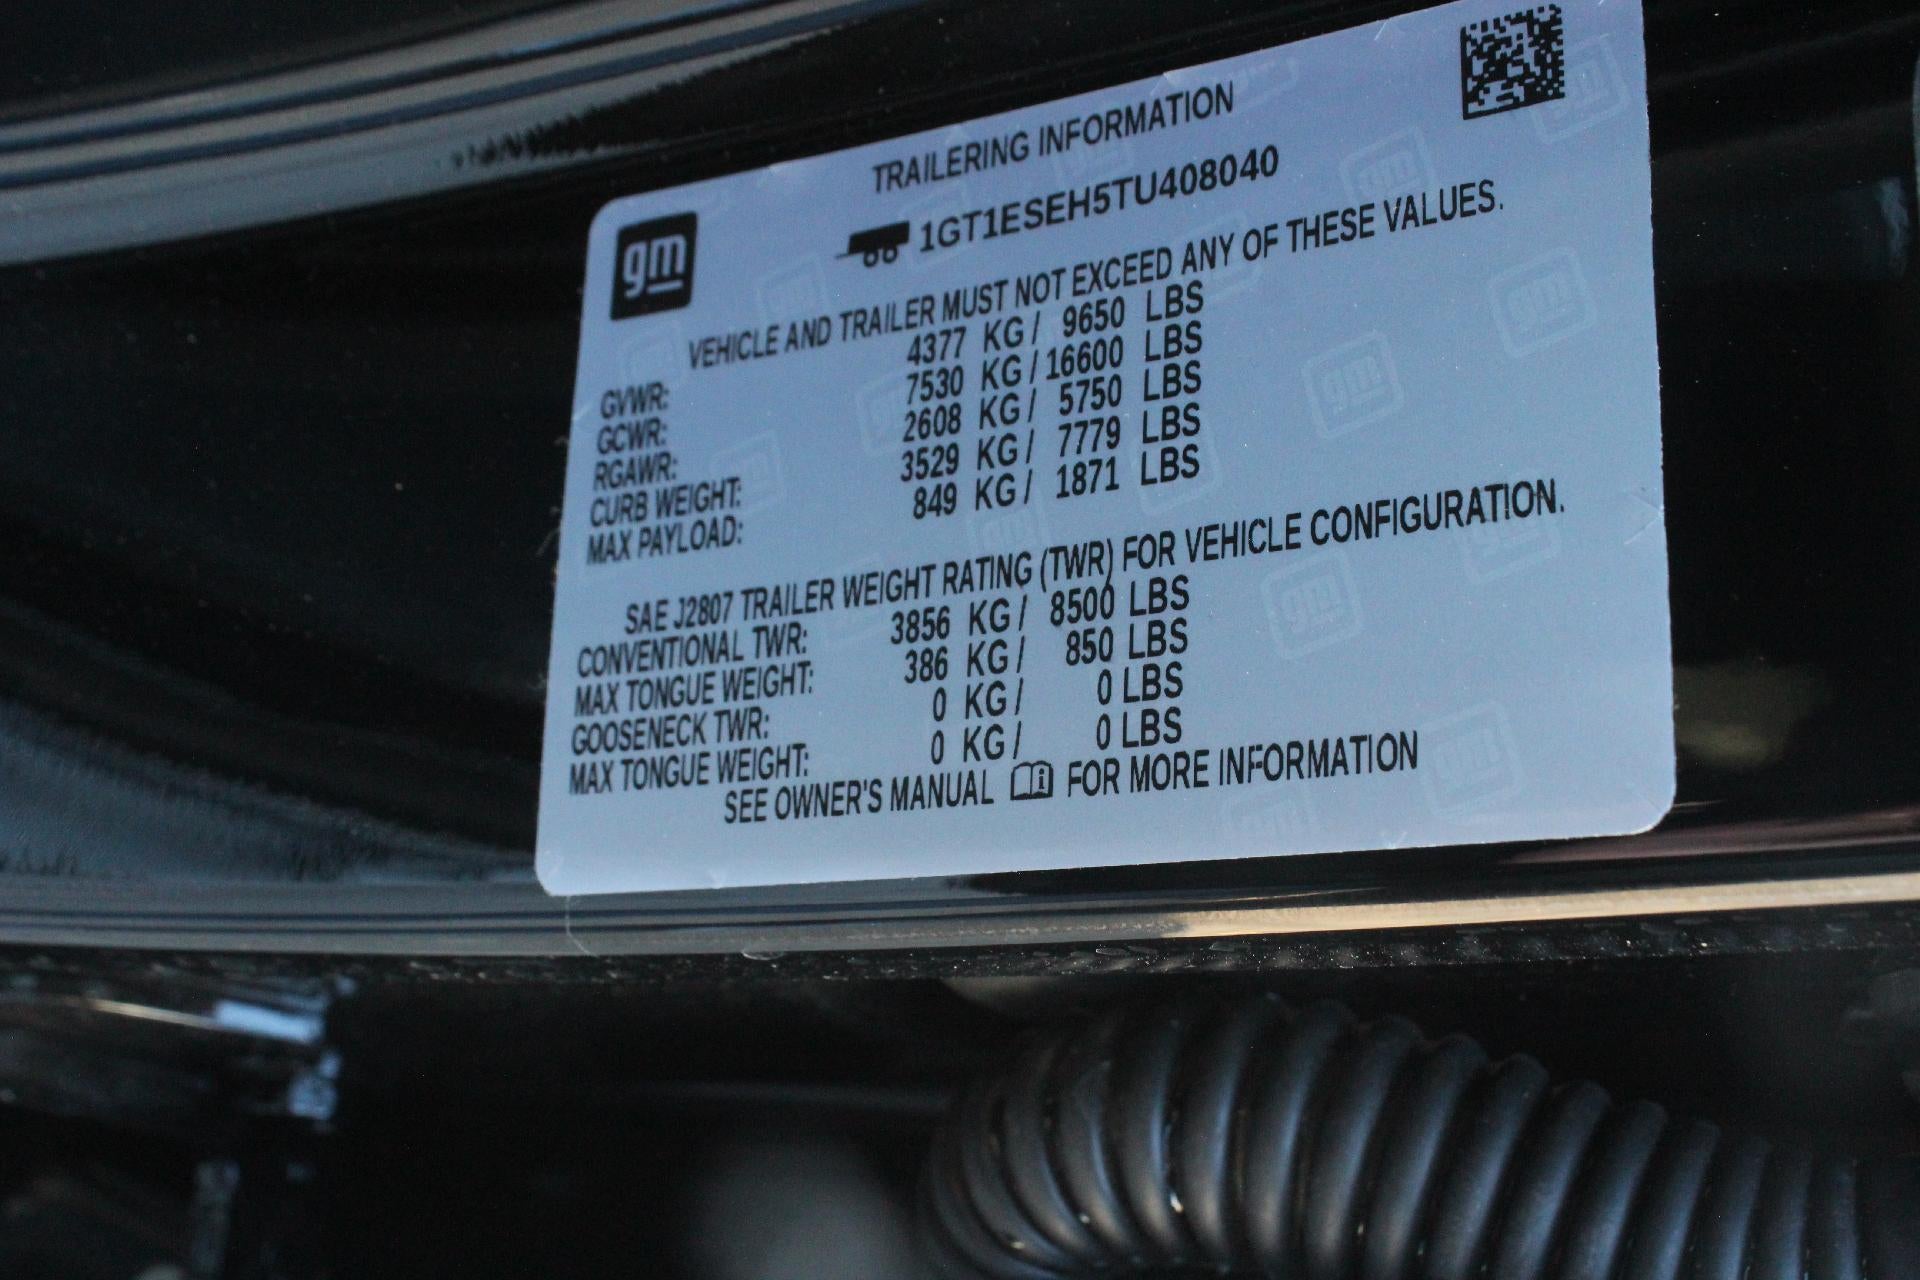 TRAILERING INFORMATION
gm
1GT1ESEH5TU408040
VEHICLE AND TRAILER MUST NOT EXCEED ANY OF THESE VALUES.
GVWR: 4377 KG/ 9650 LBS
GCWR: 7530 KG/16600 LBS
RGAWR: 2608 KG/ 5750 LBS
CURB WEIGHT: 3529 KG/ 7779 LBS
MAX PAYLOAD: 849 KG/ 1871 LBS
SAE J2807 TRAILER WEIGHT RATING (TWR) FOR VEHICLE CONFIGURATION.
CONVENTIONAL TWR: 3856 KG/ 8500 LBS
MAX TONGUE WEIGHT: 386 KG/ 850 LBS
GOOSENECK TWR: 0 KG/ 0 LBS
MAX TONGUE WEIGHT: 0 KG/ 0 LBS
SEE OWNER'S MANUAL i FOR MORE INFORMATION